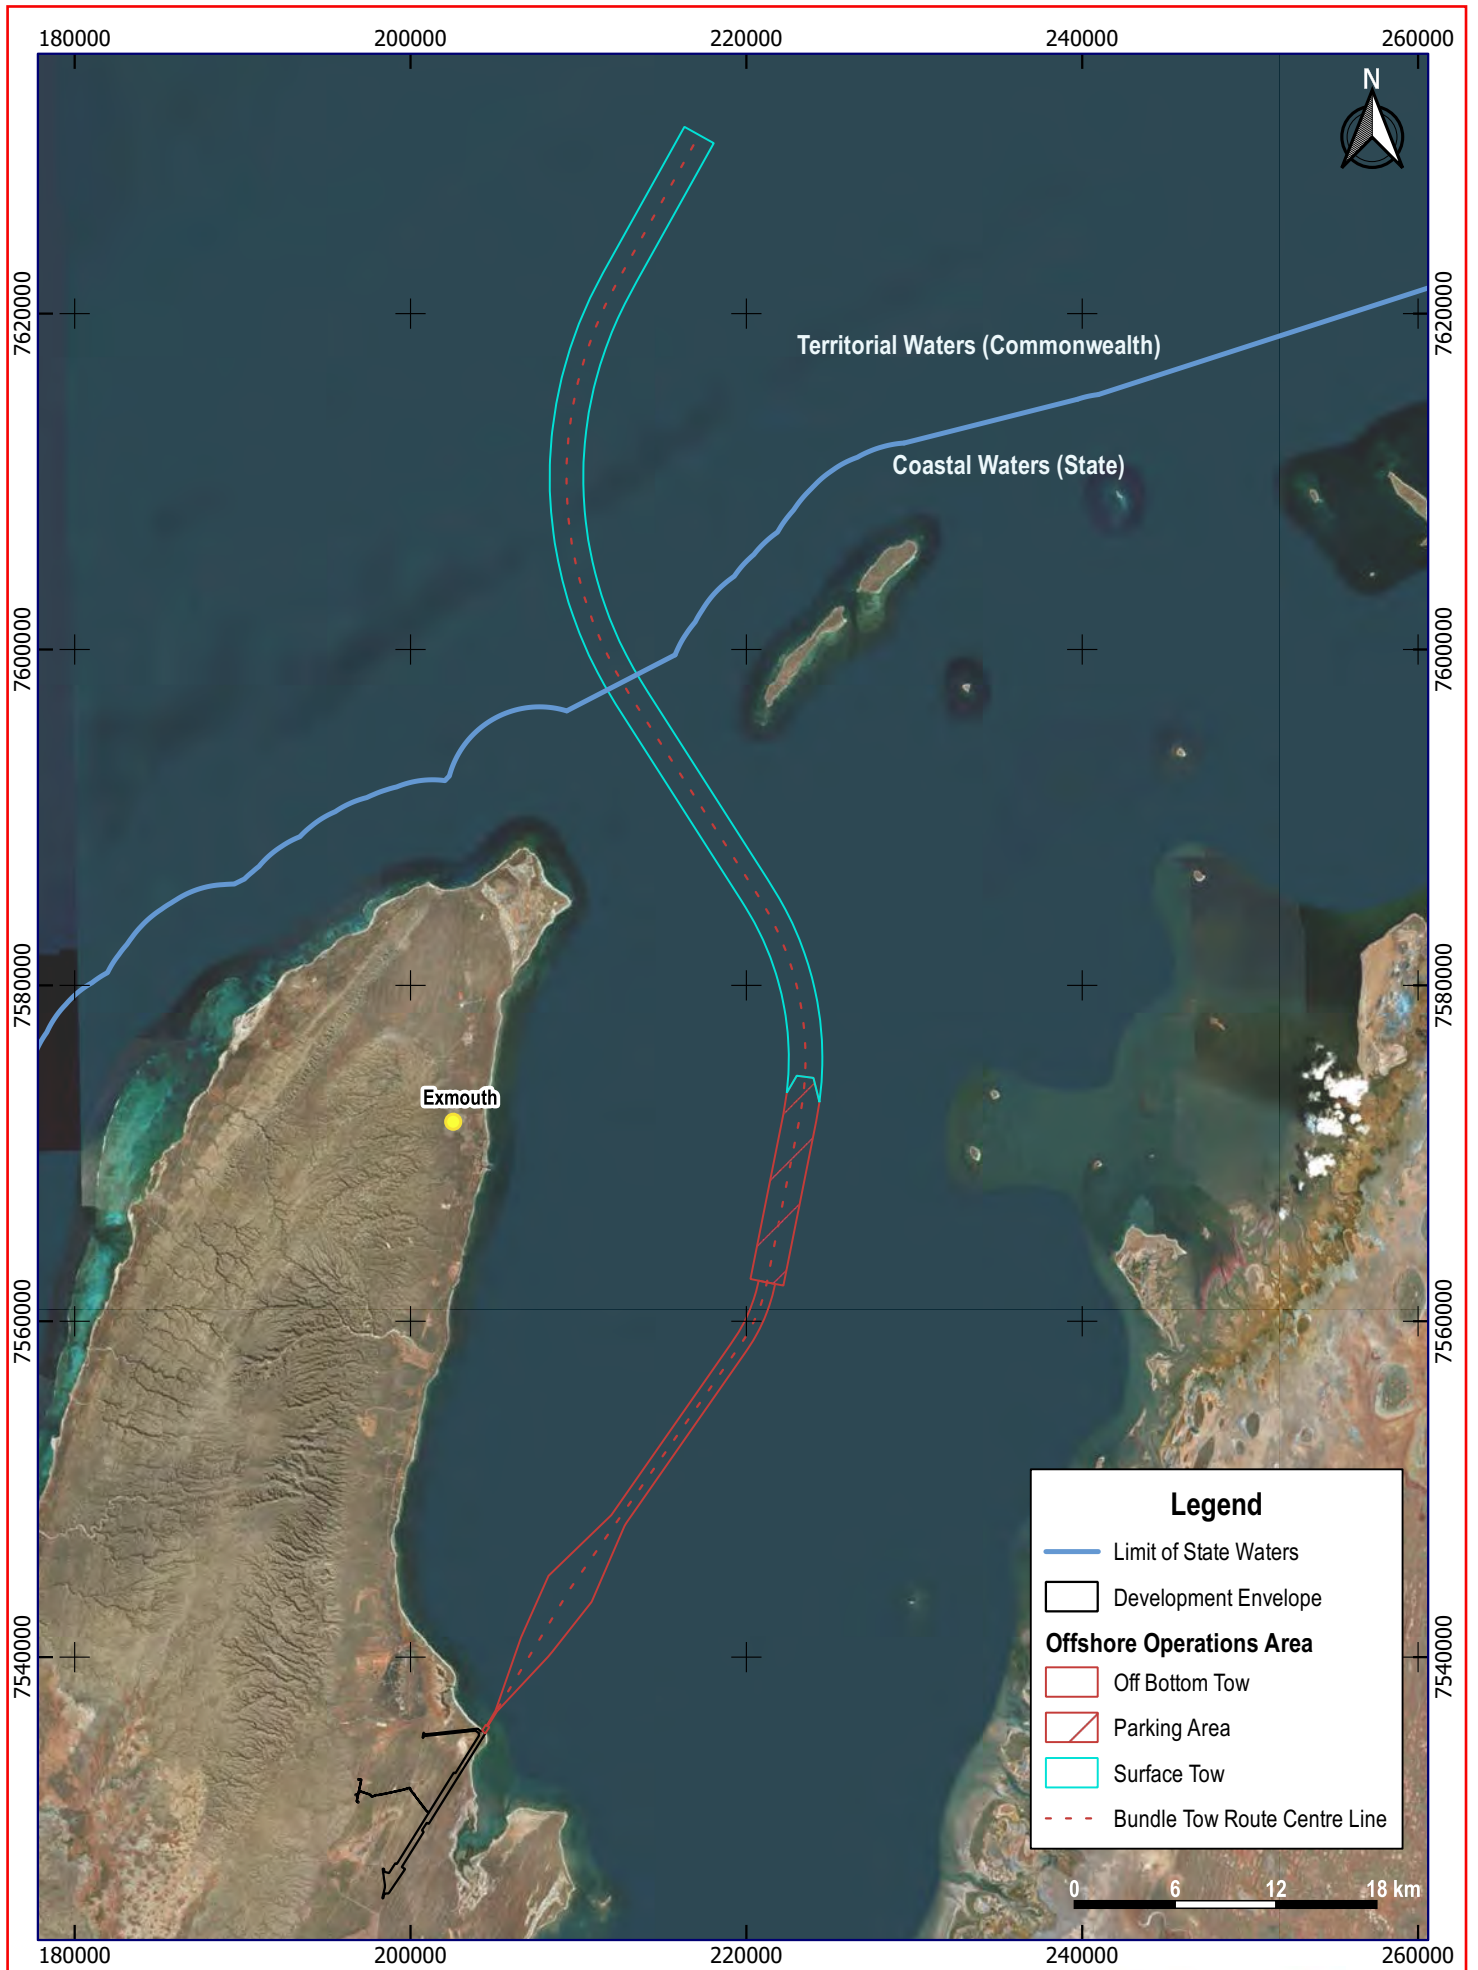 180000
200000
220000
240000
260000
N
7620000
7620000
Territorial Waters (Commonwealth)
Coastal Waters (State)
7600000
7600000
7580000
7580000
Exmouth
7560000
7560000
Legend
Limit of State Waters
Development Envelope
Offshore Operations Area
Off Bottom Tow
Parking Area
Surface Tow
Bundle Tow Route Centre Line
7540000
7540000
0 6 12 18 km
180000
200000
220000
240000
260000